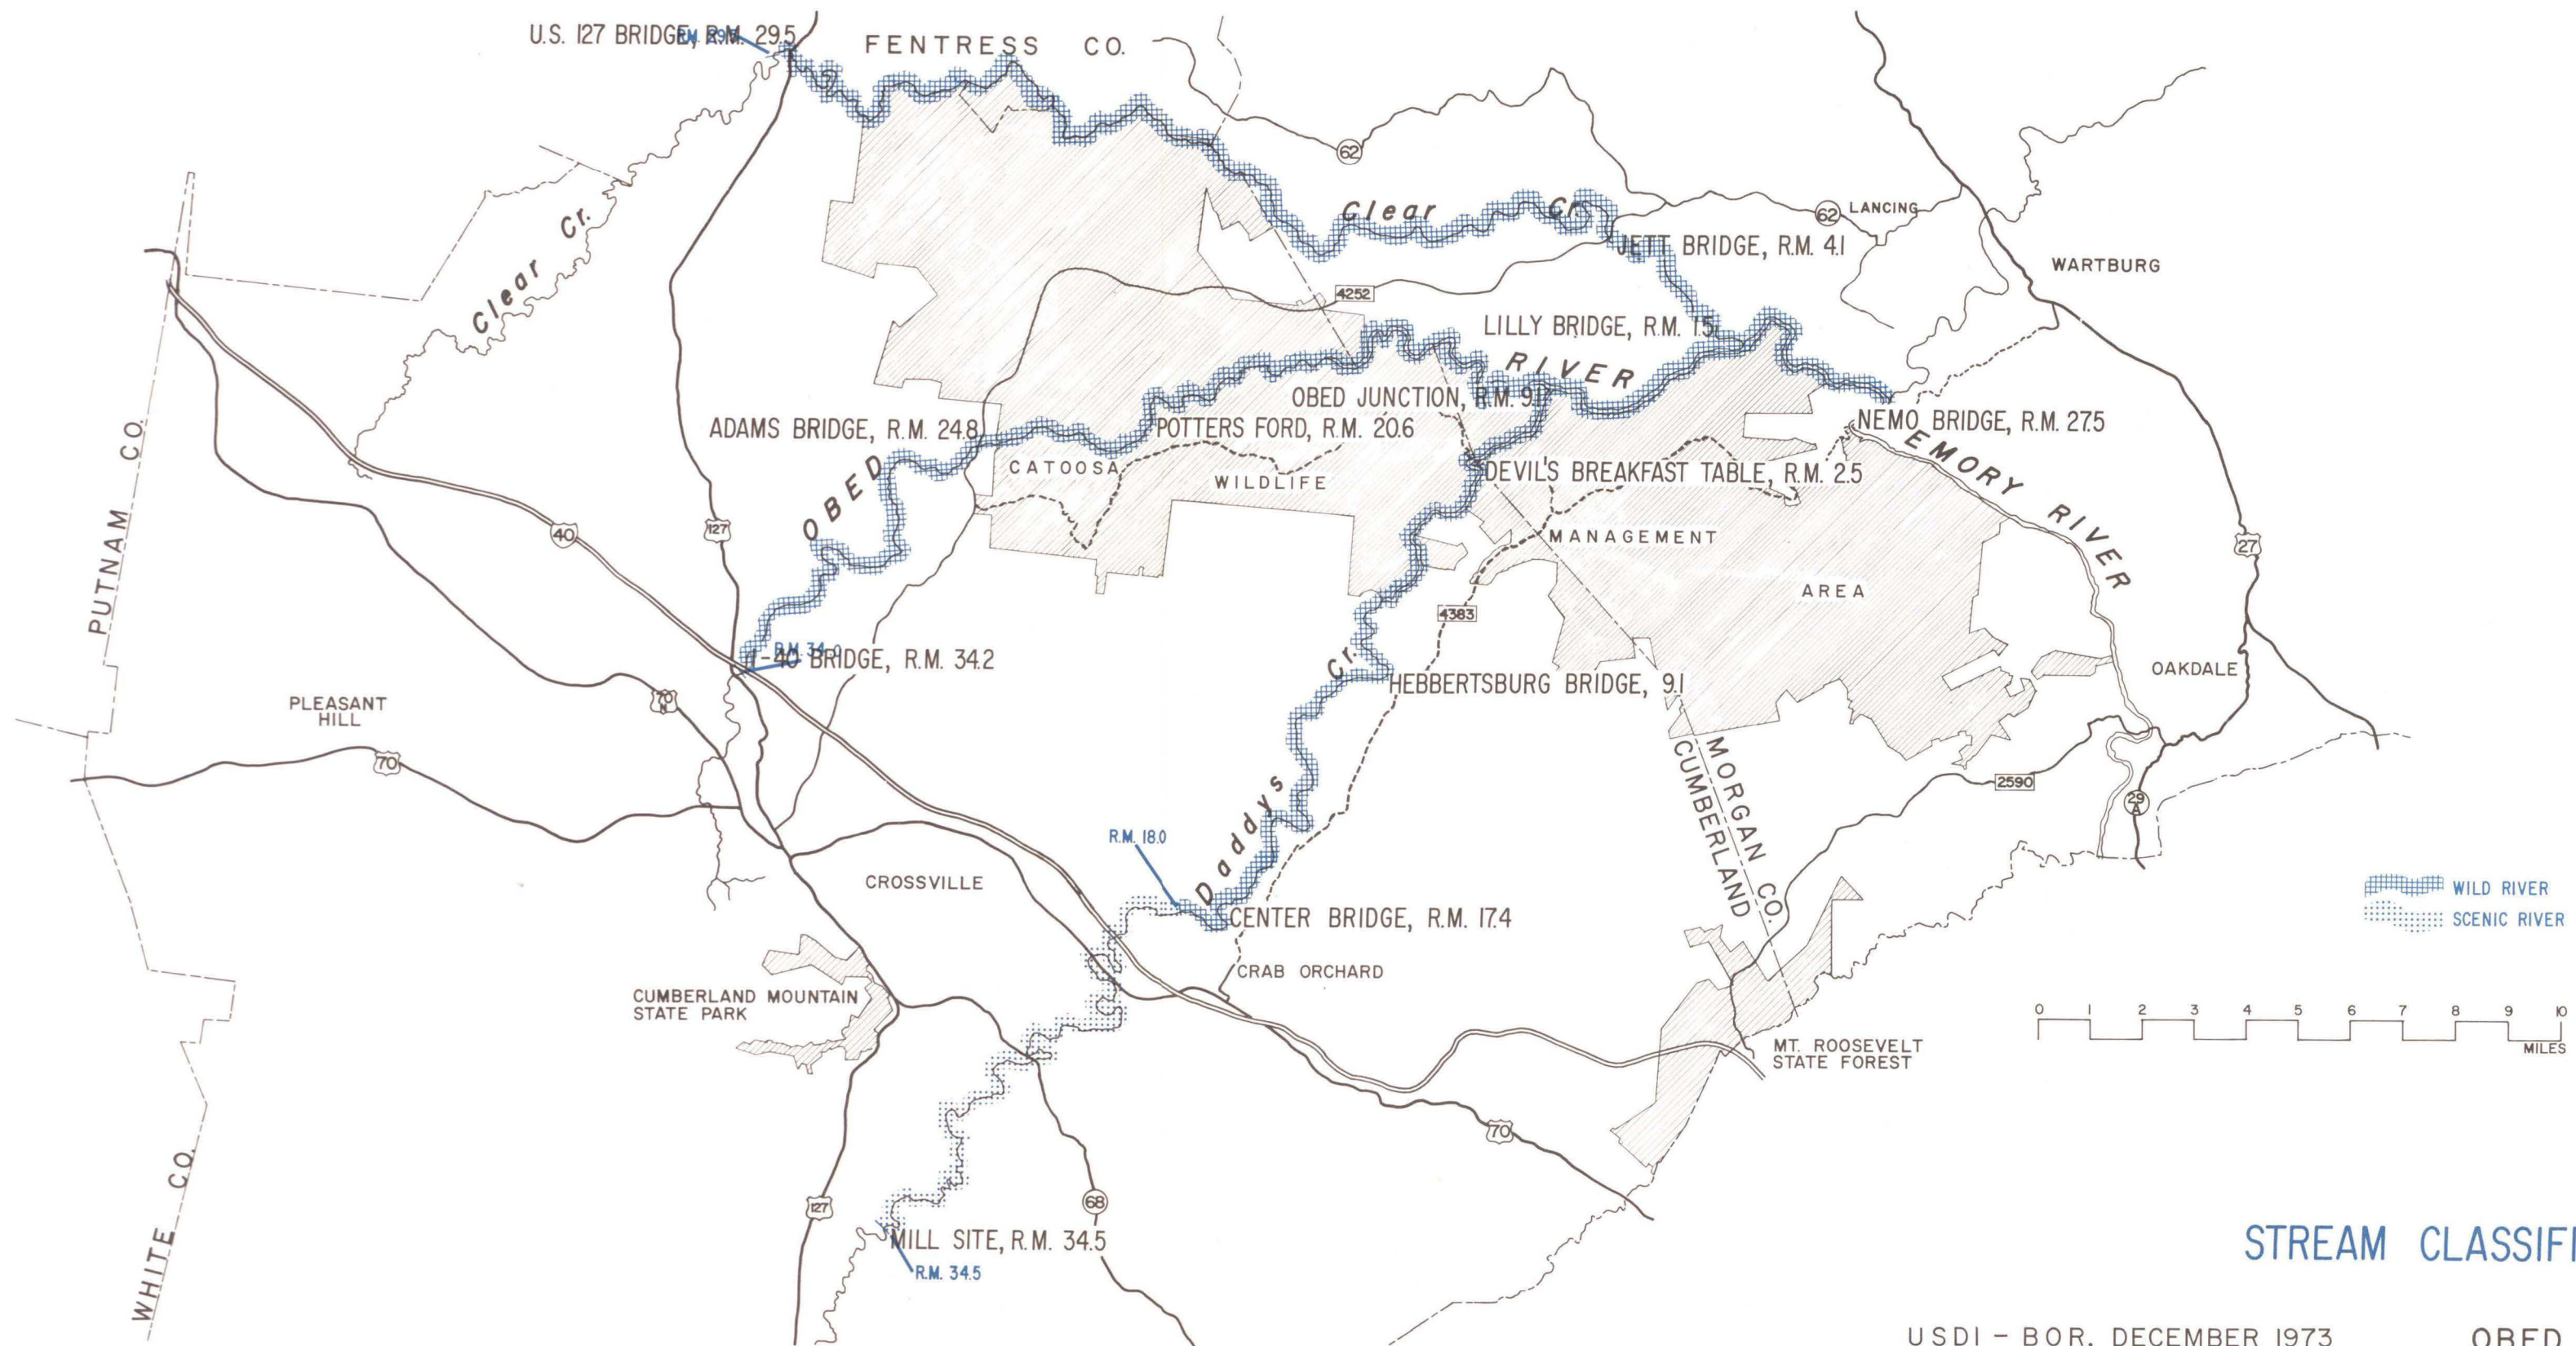 U.S. 127 BRIDGE, R.M. 29.5
FENTRESS CO.
62
Clear Cr.
62
LANCING
JETT BRIDGE, R.M. 4.1
WARTBURG
Clear Cr.
4252
LILLY BRIDGE, R.M. 1.5
RIVER
OBED JUNCTION, R.M. 9.1
ADAMS BRIDGE, R.M. 24.8
POTTERS FORD, R.M. 20.6
NEMO BRIDGE, R.M. 27.5
EMORY RIVER
OBED
CATOOSA
WILDLIFE
DEVIL'S BREAKFAST TABLE, R.M. 2.5
MANAGEMENT
AREA
PUTNAM CO.
40
127
27
4383
R.M. 34.0
I-40 BRIDGE, R.M. 34.2
HEBBERTSBURG BRIDGE, 9.1
OAKDALE
PLEASANT
HILL
70
N
70
Daddys Cr.
MORGAN CO.
CUMBERLAND
2590
29
A
R.M. 18.0
CROSSVILLE
CENTER BRIDGE, R.M. 17.4
WILD RIVER
SCENIC RIVER
CRAB ORCHARD
CUMBERLAND MOUNTAIN
STATE PARK
0 1 2 3 4 5 6 7 8 9 10
MILES
MT. ROOSEVELT
STATE FOREST
70
WHITE CO.
127
68
MILL SITE, R.M. 34.5
R.M. 34.5
STREAM CLASSIFI
USDI - BOR, DECEMBER 1973
OBED